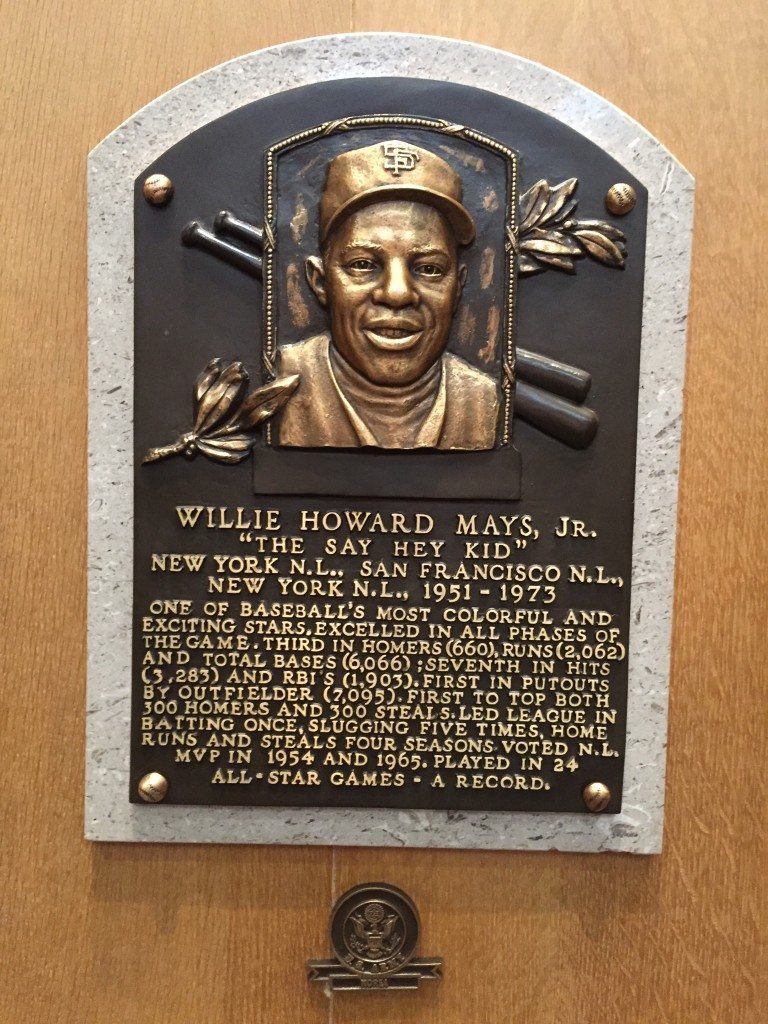 SF
WILLIE HOWARD MAYS, JR.
"THE SAY HEY KID"
NEW YORK N.L., SAN FRANCISCO N.L.,
NEW YORK N.L., 1951 - 1973
ONE OF BASEBALL'S MOST COLORFUL AND
EXCITING STARS. EXCELLED IN ALL PHASES OF
THE GAME. THIRD IN HOMERS (660), RUNS (2,062)
AND TOTAL BASES (6,066) ; SEVENTH IN HITS
(3,283) AND RBI'S (1,903). FIRST IN PUTOUTS
BY OUTFIELDER (7,095). FIRST TO TOP BOTH
300 HOMERS AND 300 STEALS. LED LEAGUE IN
BATTING ONCE, SLUGGING FIVE TIMES, HOME
RUNS AND STEALS FOUR SEASONS VOTED N.L.
MVP IN 1954 AND 1965. PLAYED IN 24
ALL-STAR GAMES - A RECORD.
U.S. ARMY
KOREA